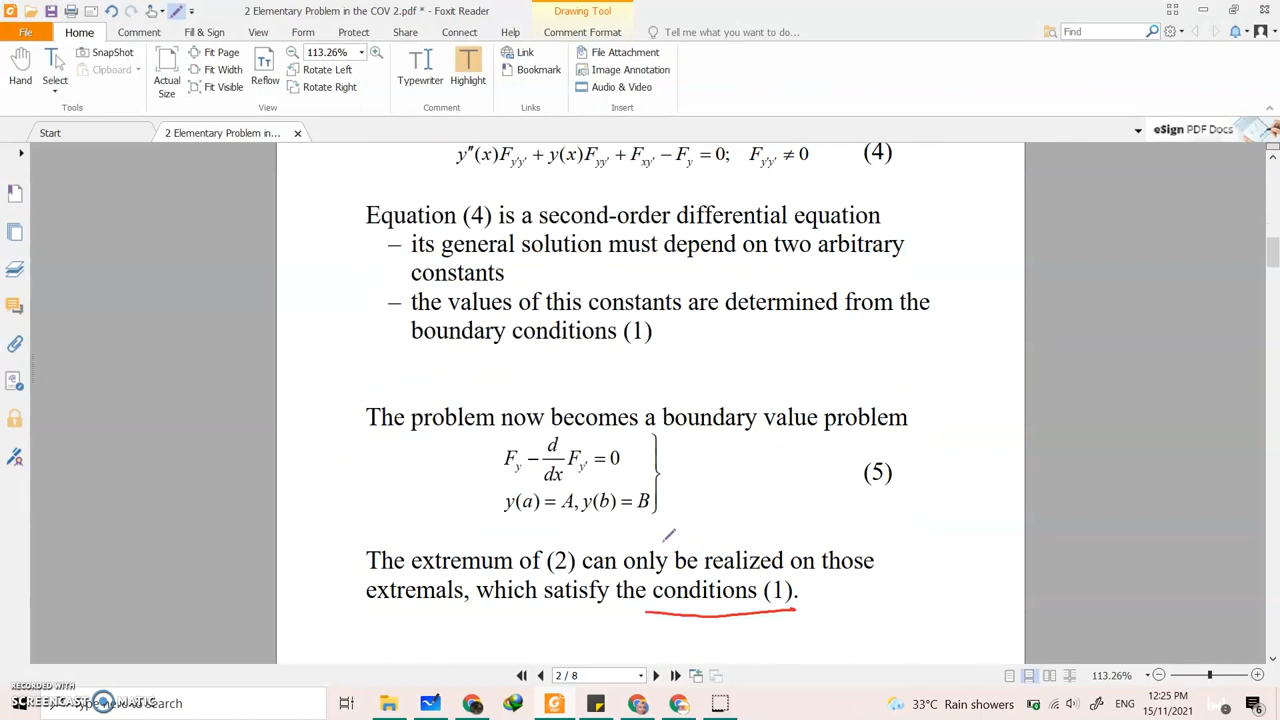 2 Elementary Problem in the COV 2.pdf * - Foxit Reader
Drawing Tool
File Home Comment Fill & Sign View Form Protect Share Connect Help Comment Format Tell me what you want to do... Find
Hand
Select
SnapShot
Clipboard
Tools
Actual Size
Fit Page
Fit Width
Fit Visible
Reflow
113.26%
Rotate Left
Rotate Right
View
Typewriter
Highlight
Comment
Link
Bookmark
Links
File Attachment
Image Annotation
Audio & Video
Insert
Start
2 Elementary Problem in...
eSign PDF Docs
y''(x)F_{y'y'} + y(x)F_{yy'} + F_{xy'} − F_y = 0; F_{y'y'} ≠ 0 (4)
Equation (4) is a second-order differential equation
– its general solution must depend on two arbitrary
constants
– the values of this constants are determined from the
boundary conditions (1)
The problem now becomes a boundary value problem
F_y − d/dx F_{y'} = 0
y(a) = A, y(b) = B
(5)
The extremum of (2) can only be realized on those
extremals, which satisfy the conditions (1).
2 / 8
113.26%
RECORDED WITH
SCREENCAST MATIC
here to search
33°C Rain showers
ENG
12:25 PM
15/11/2021
6